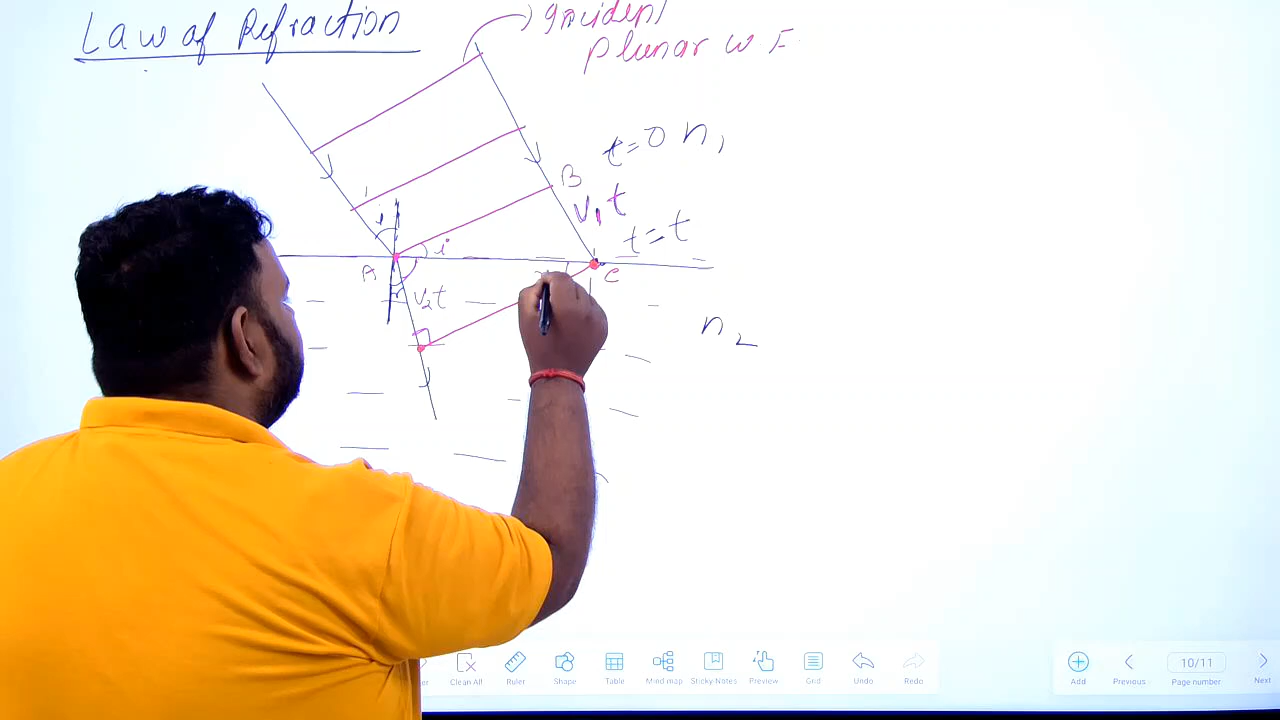 Law of Refraction
Incident
planar W F
t=0 n1
B
v1t
i
t=t
i
A
C
r
v2t
n2
Clean All
Ruler
Shape
Table
Mind map
Sticky-Notes
Preview
Grid
Undo
Redo
Add
Previous
10/11
Page number
Next